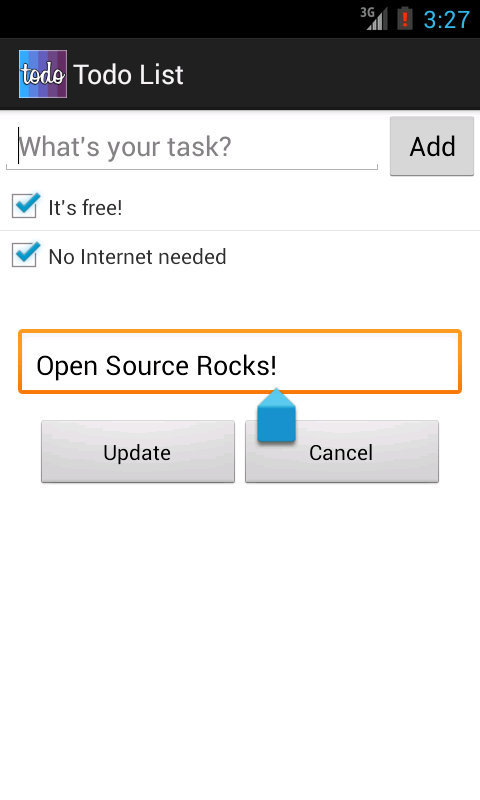 3G 3:27
todo Todo List
What's your task? Add
It's free!
No Internet needed
Open Source Rocks!
Update Cancel